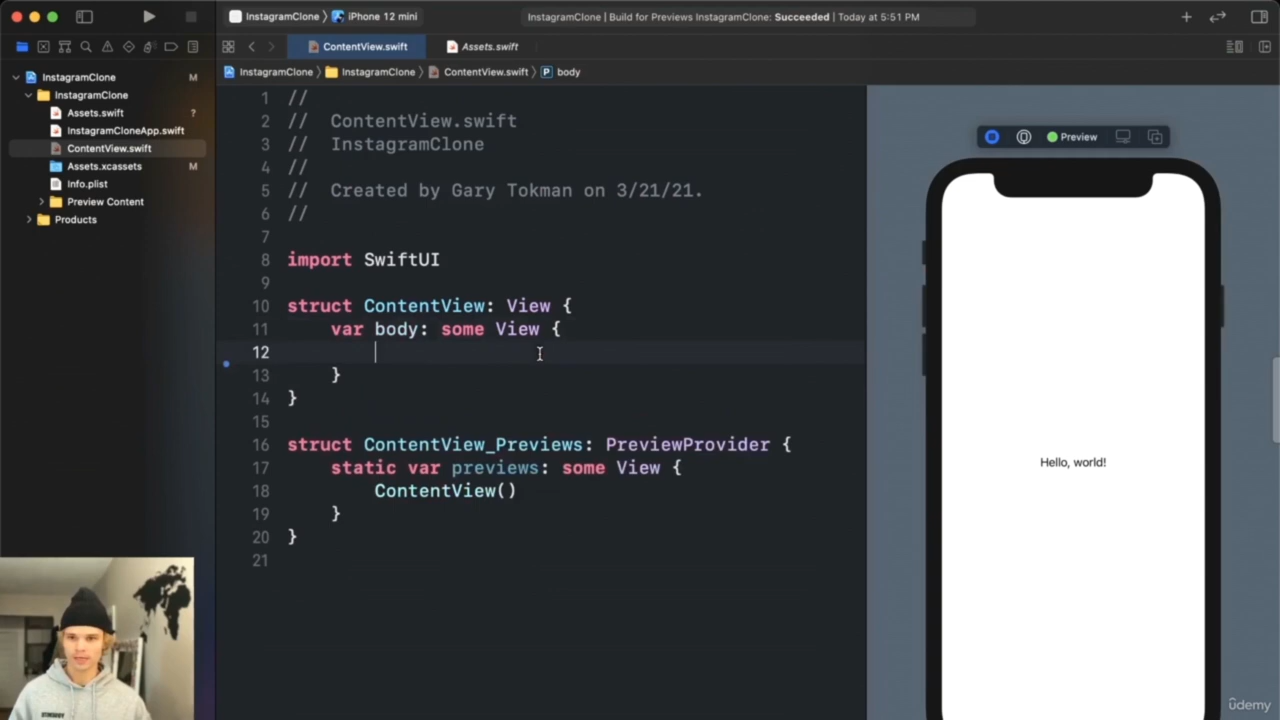 InstagramClone 〉 iPhone 12 mini
InstagramClone | Build for Previews InstagramClone: Succeeded | Today at 5:51 PM
ContentView.swift
Assets.swift
InstagramClone 〉 InstagramClone 〉 ContentView.swift 〉 P body
InstagramClone M
InstagramClone
Assets.swift ?
InstagramCloneApp.swift
ContentView.swift
Assets.xcassets M
Info.plist
Preview Content
Products
1 //
2 // ContentView.swift
3 // InstagramClone
4 //
5 // Created by Gary Tokman on 3/21/21.
6 //
7
8 import SwiftUI
9
10 struct ContentView: View {
11 var body: some View {
12
13 }
14 }
15
16 struct ContentView_Previews: PreviewProvider {
17 static var previews: some View {
18 ContentView()
19 }
20 }
21
Preview
Hello, world!
ûdemy